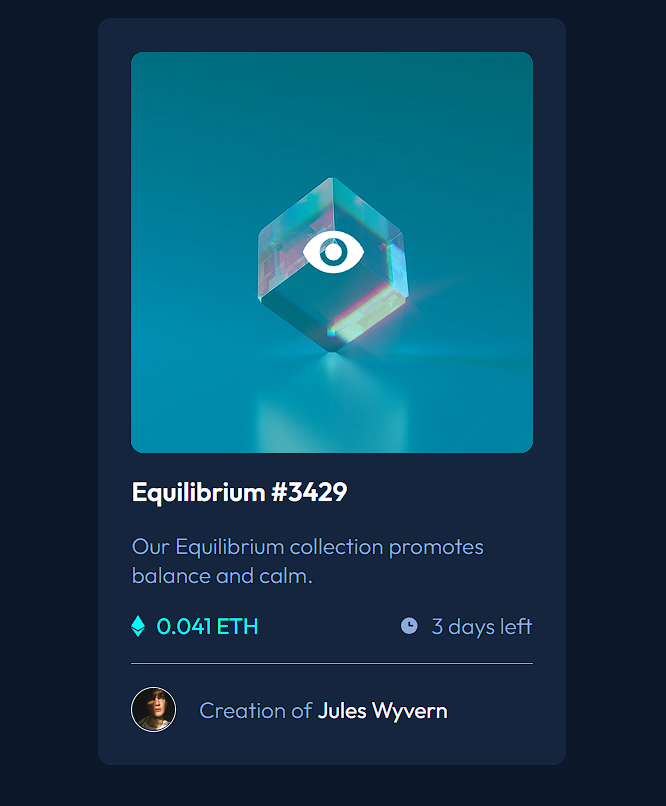 Equilibrium #3429
Our Equilibrium collection promotes
balance and calm.
0.041 ETH 3 days left
Creation of Jules Wyvern